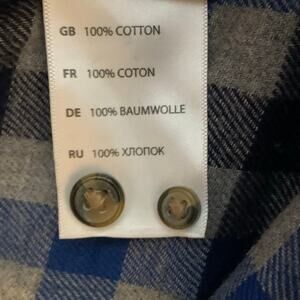 GB 100% COTTON
FR 100% COTON
DE 100% BAUMWOLLE
RU 100% ХЛОПОК